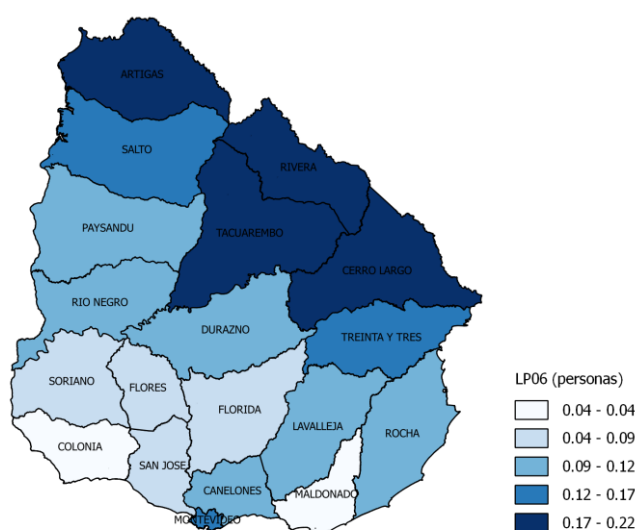 ARTIGAS
SALTO
RIVERA
PAYSANDU
TACUAREMBO
CERRO LARGO
RIO NEGRO
DURAZNO
TREINTA Y TRES
SORIANO
FLORES
FLORIDA
LAVALLEJA
ROCHA
COLONIA
SAN JOSE
CANELONES
MALDONADO
MONTEVIDEO
LP06 (personas)
0.04 - 0.04
0.04 - 0.09
0.09 - 0.12
0.12 - 0.17
0.17 - 0.22